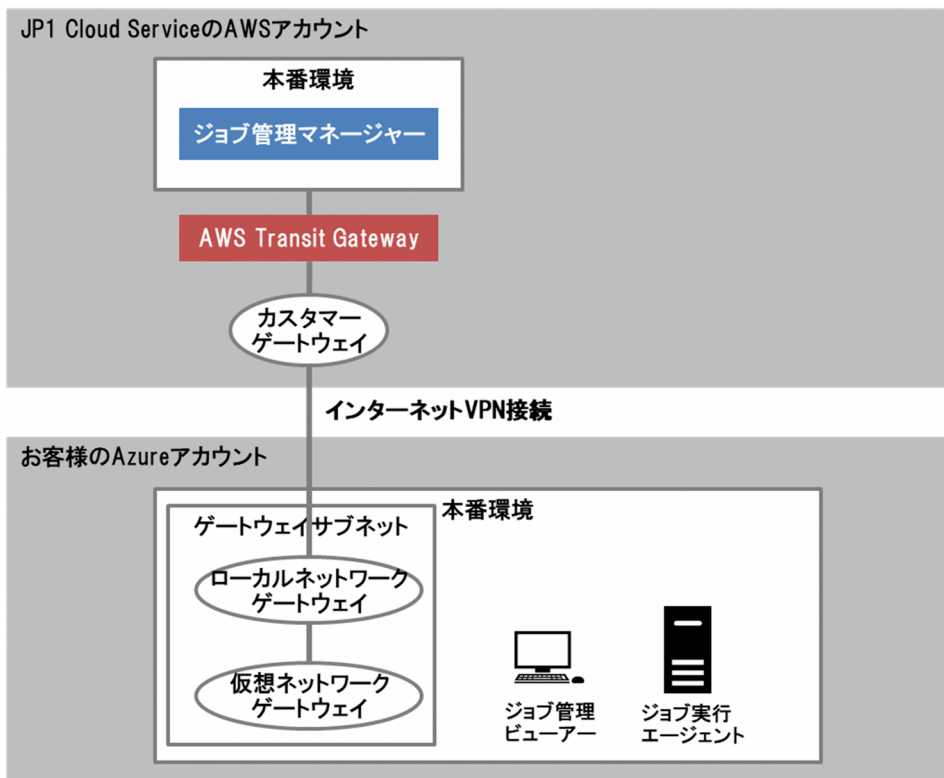 JP1 Cloud ServiceのAWSアカウント
本番環境
ジョブ管理マネージャー
AWS Transit Gateway
カスタマー
ゲートウェイ
インターネットVPN接続
お客様のAzureアカウント
本番環境
ゲートウェイサブネット
ローカルネットワーク
ゲートウェイ
仮想ネットワーク
ゲートウェイ
ジョブ管理
ビューアー
ジョブ実行
エージェント